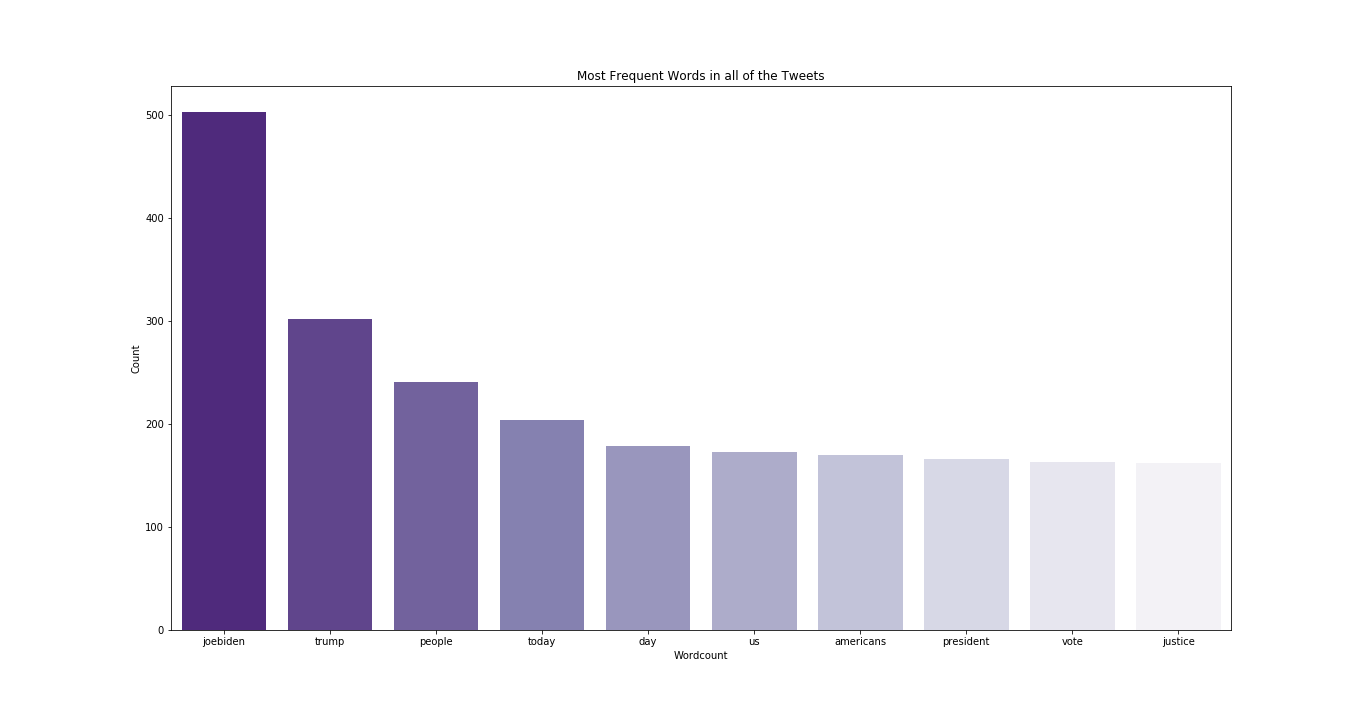 Most Frequent Words in all of the Tweets
500
400
300
200
100
0
Count
joebiden trump people today day us americans president vote justice
Wordcount